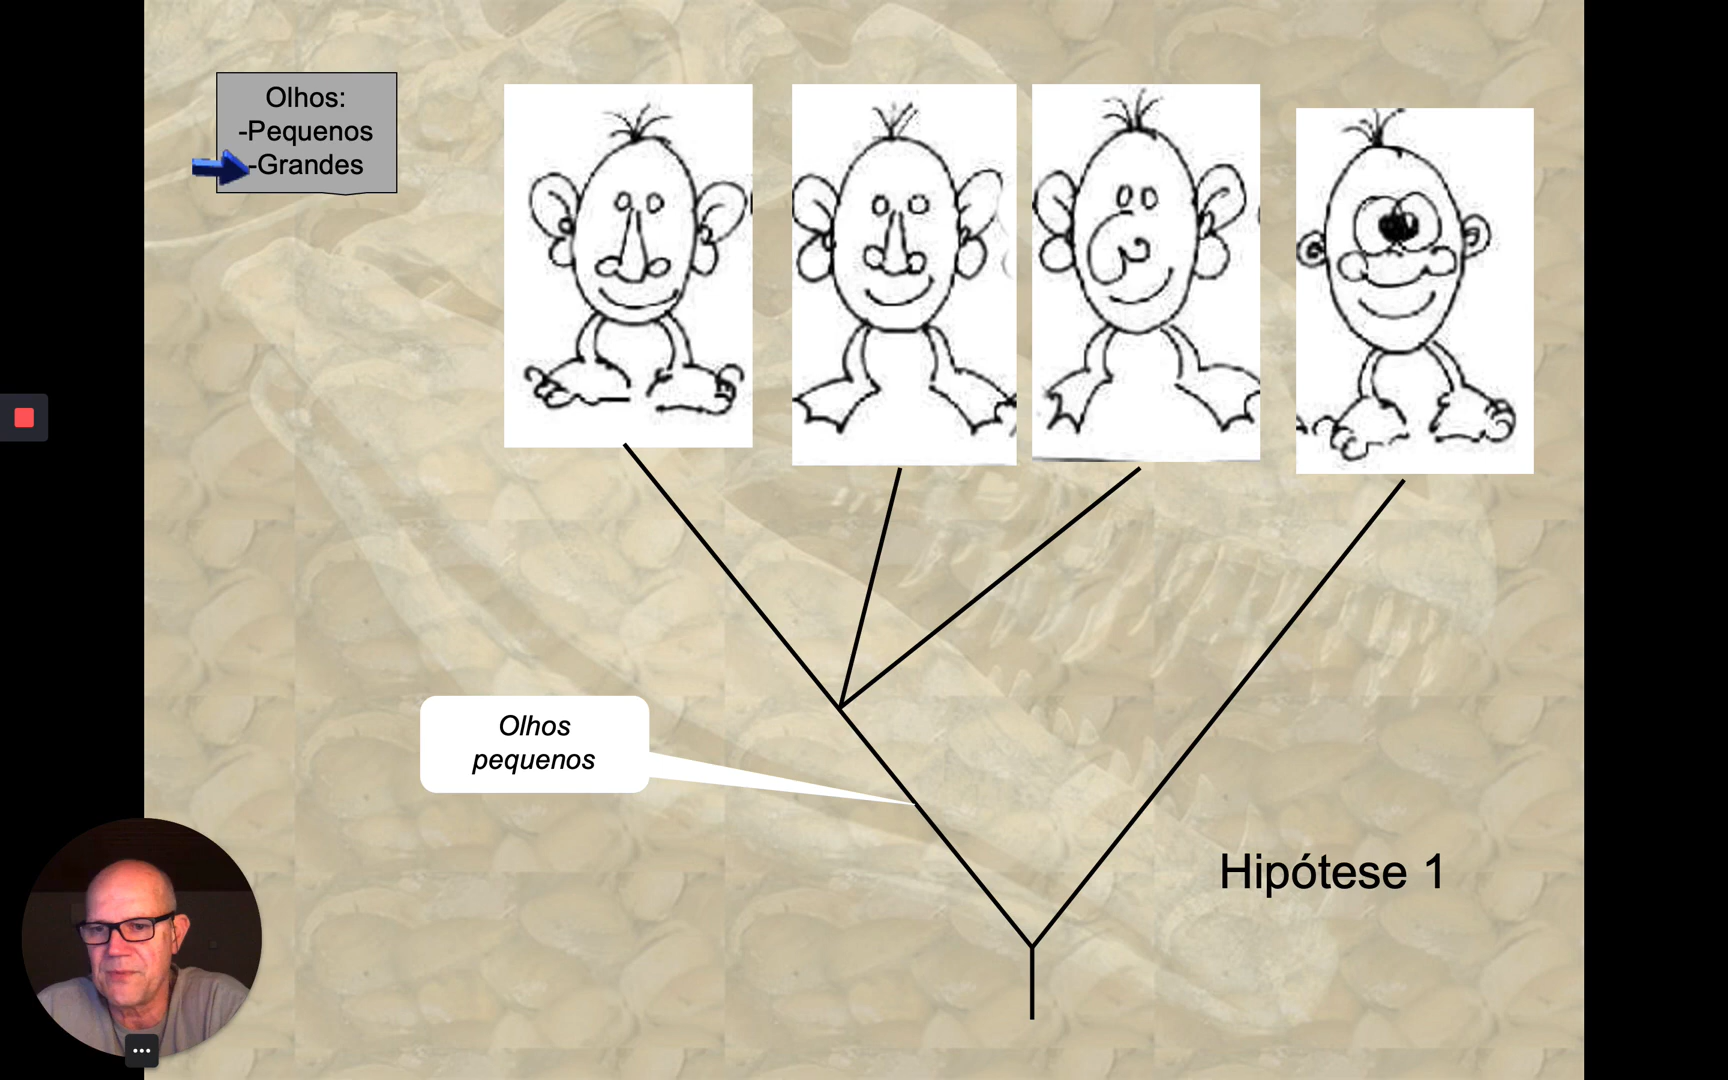 Olhos:
-Pequenos
-Grandes
Olhos
pequenos
Hipótese 1